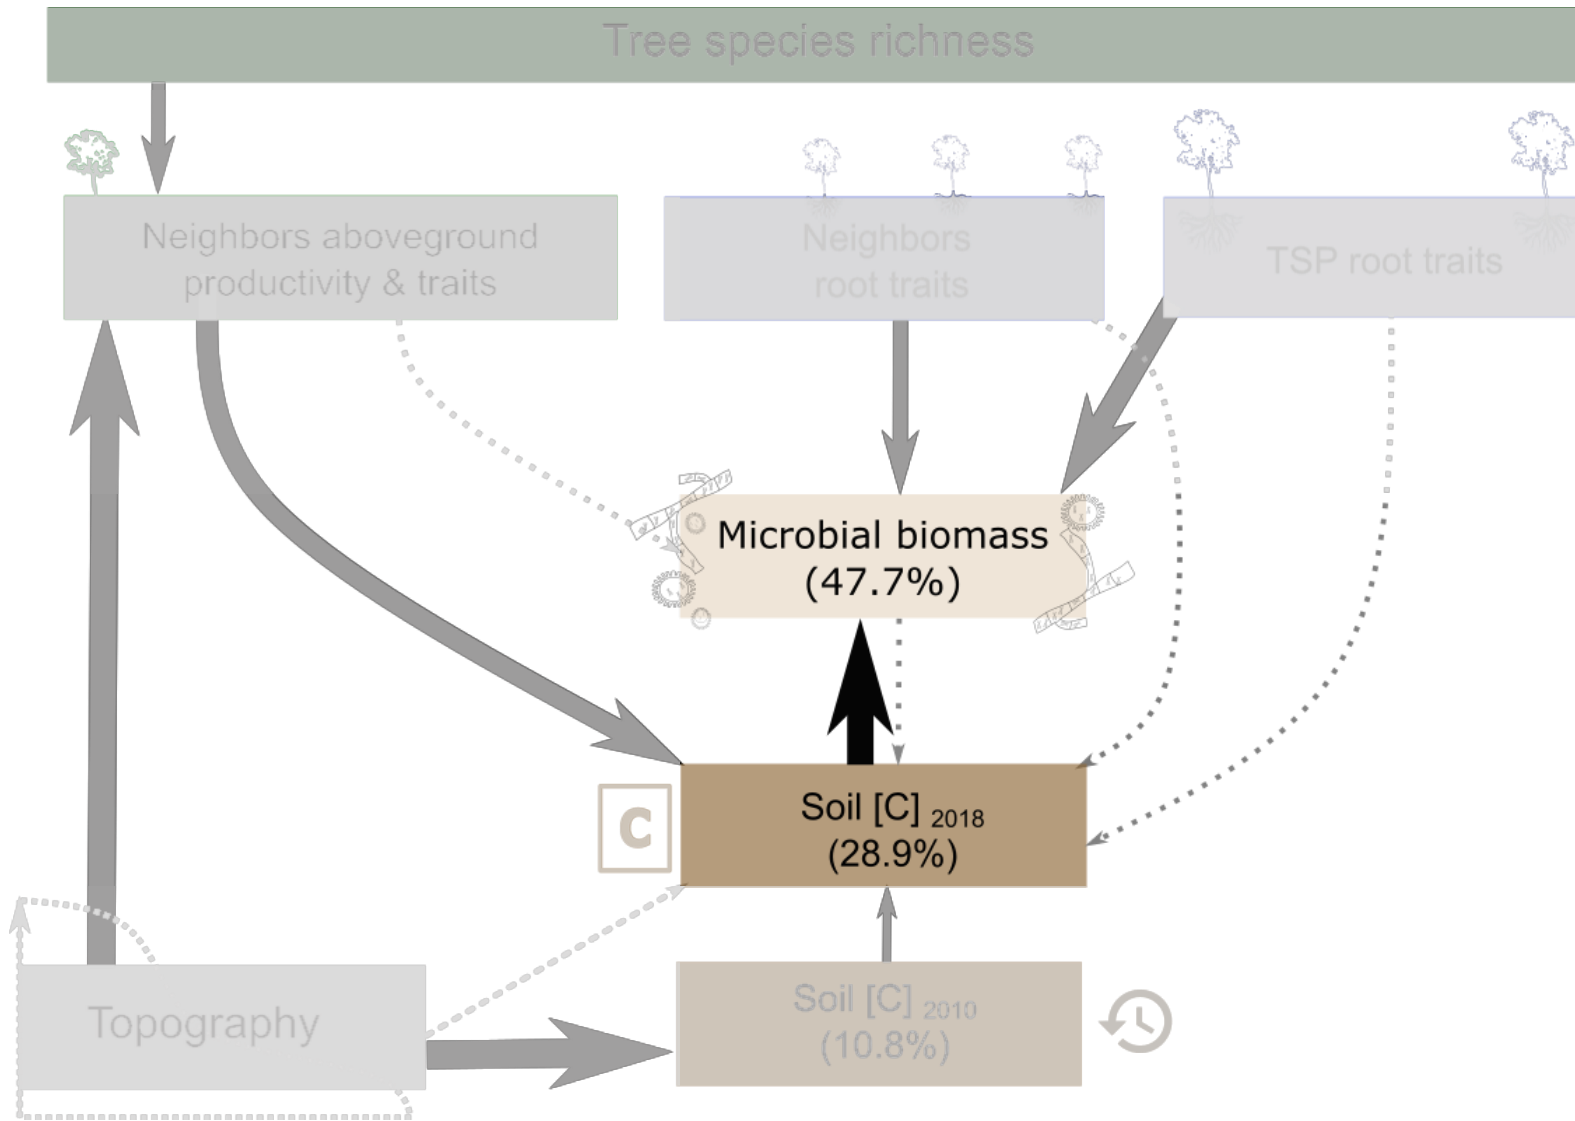 Tree species richness
Neighbors aboveground
productivity & traits
Neighbors
root traits
TSP root traits
Microbial biomass
(47.7%)
C
Soil [C] 2018
(28.9%)
Topography
Soil [C] 2010
(10.8%)